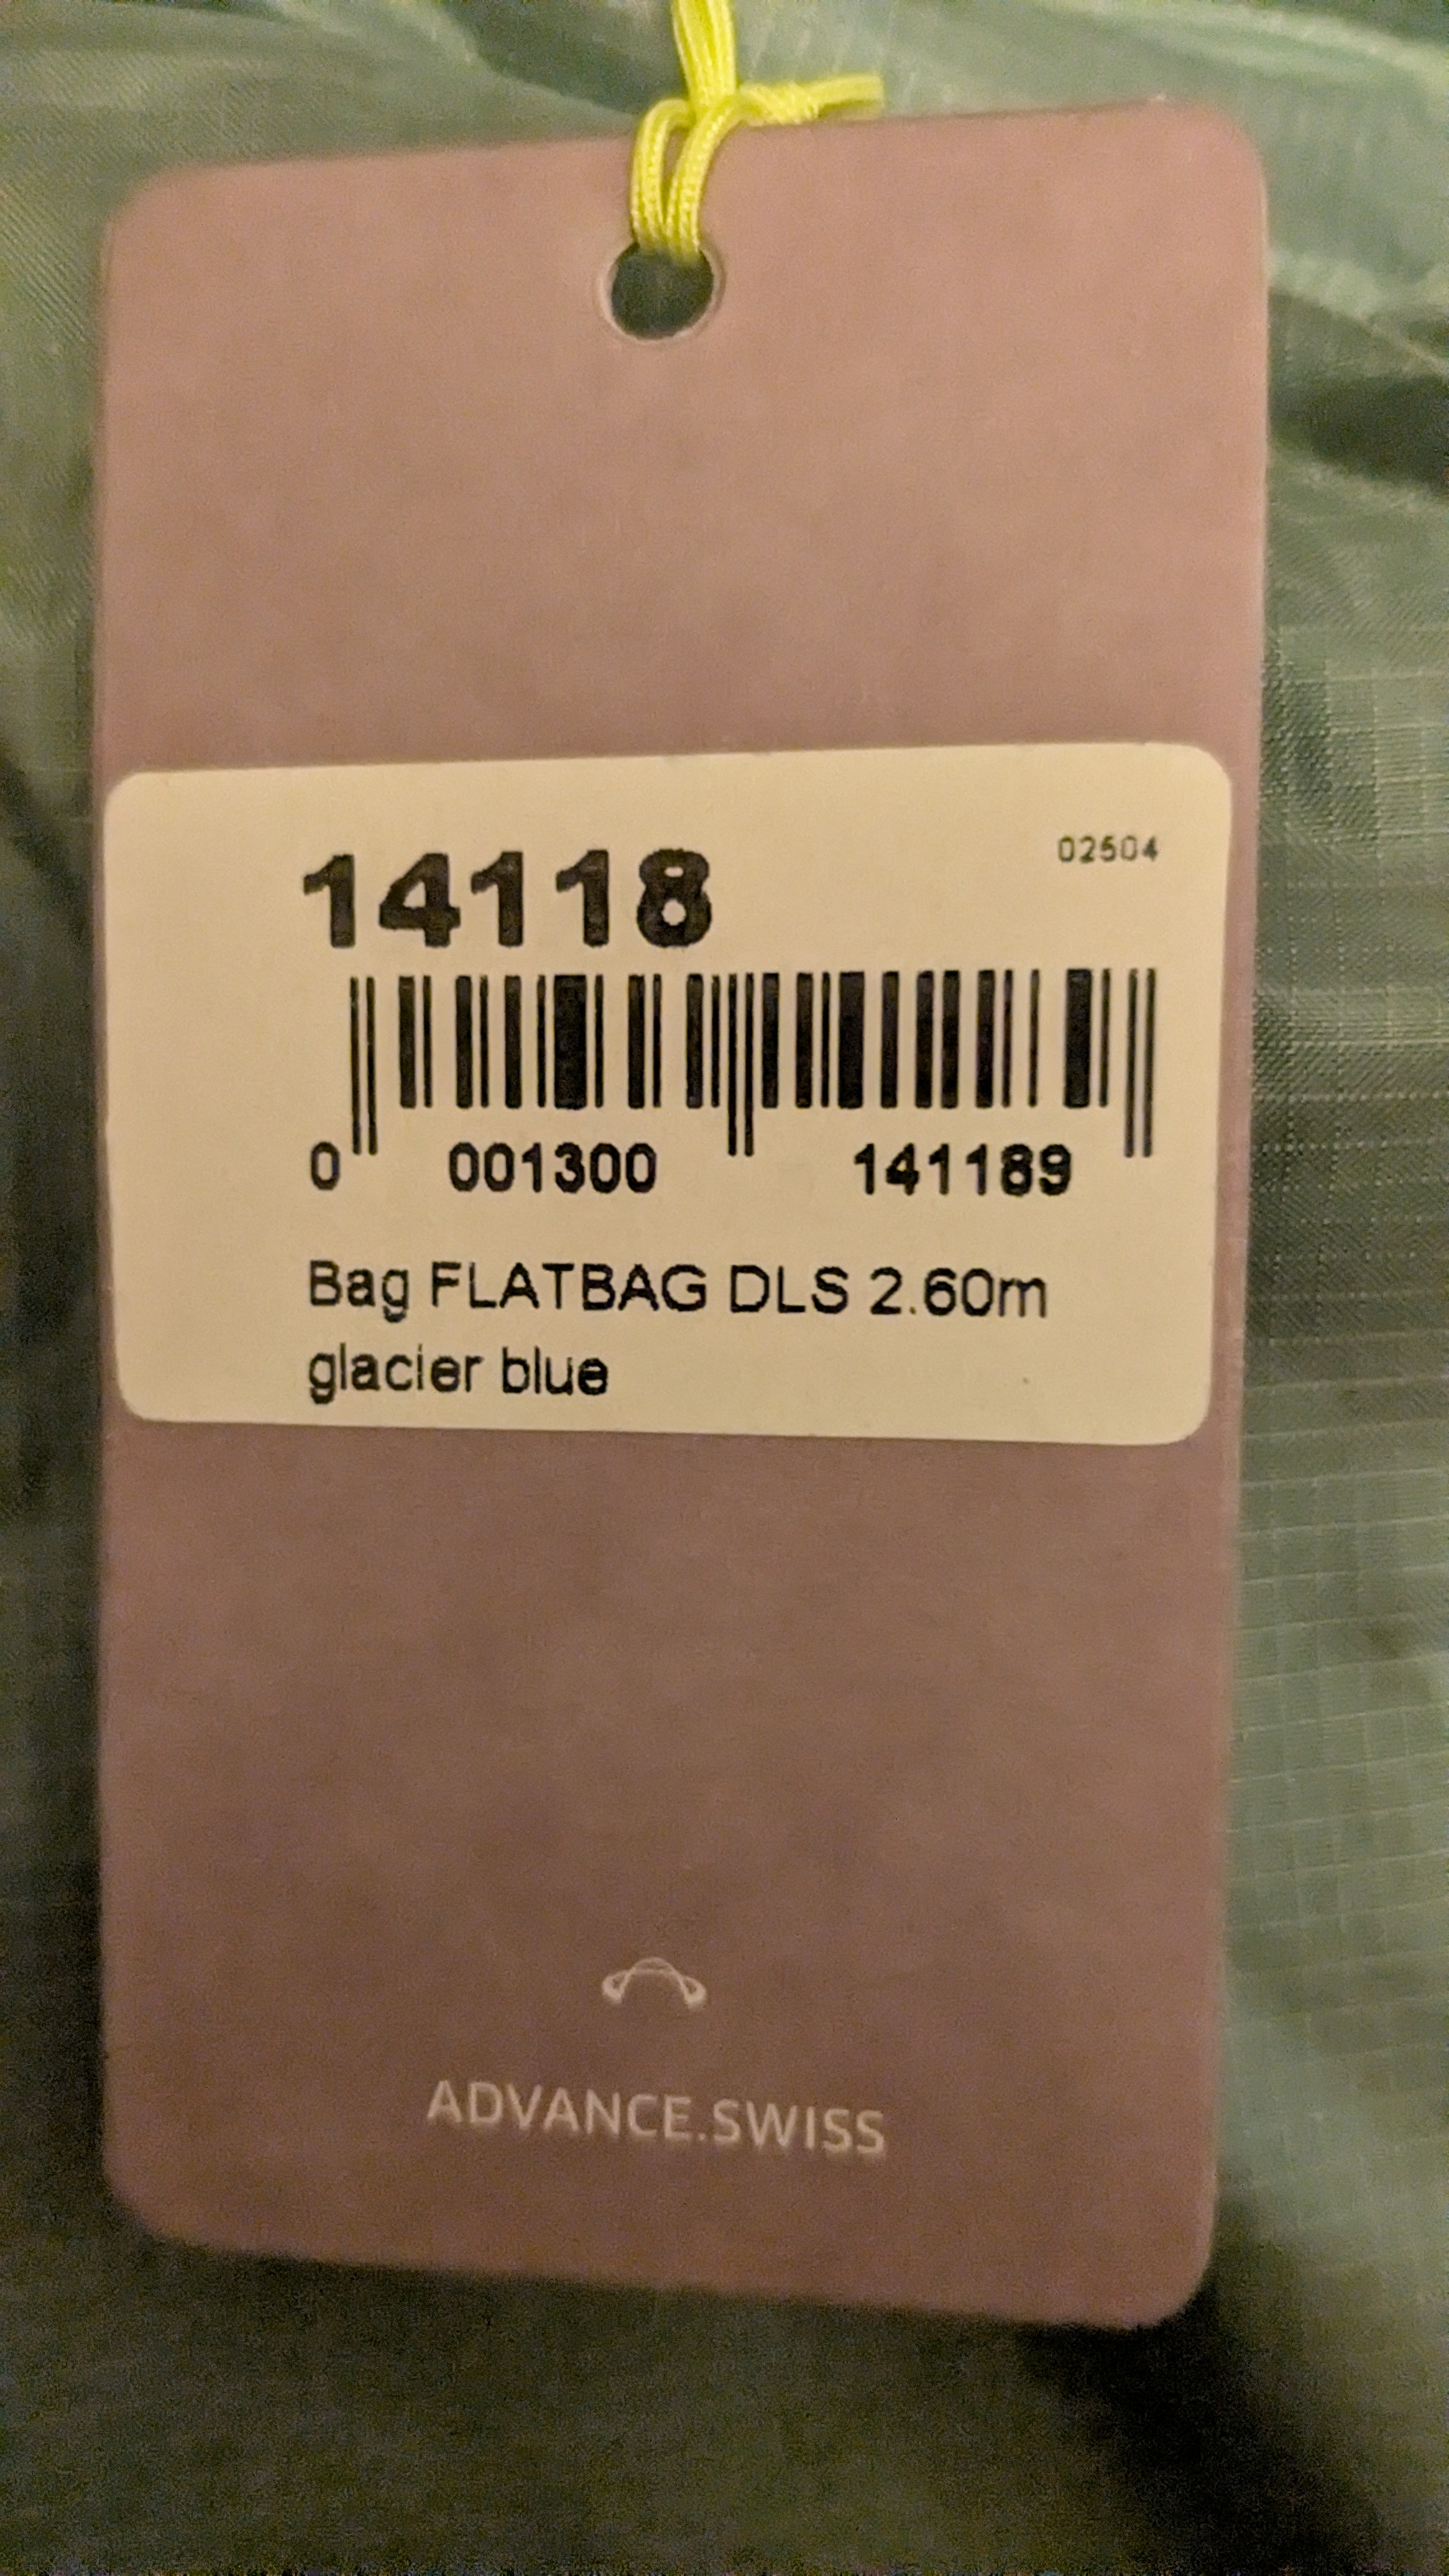 02504
14118
0 001300 141189
Bag FLATBAG DLS 2.60m
glacier blue
ADVANCE.SWISS